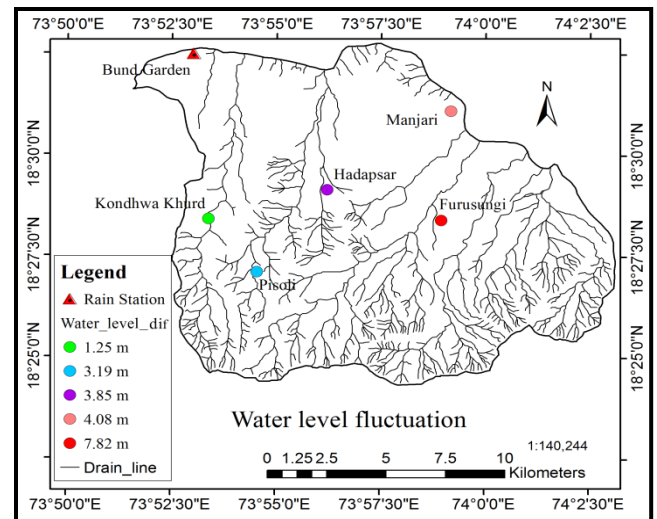 73°50'0"E 73°52'30"E 73°55'0"E 73°57'30"E 74°0'0"E 74°2'30"E
Bund Garden
N
Manjari
18°30'0"N
18°30'0"N
Hadapsar
Kondhwa Khurd
Furusungi
18°27'30"N
18°27'30"N
Legend
Rain Station
Pisoli
Water_level_dif
1.25 m
3.19 m
3.85 m
4.08 m
7.82 m
Drain_line
18°25'0"N
18°25'0"N
Water level fluctuation
1:140,244
0 1.25 2.5 5 7.5 10
Kilometers
73°50'0"E 73°52'30"E 73°55'0"E 73°57'30"E 74°0'0"E 74°2'30"E